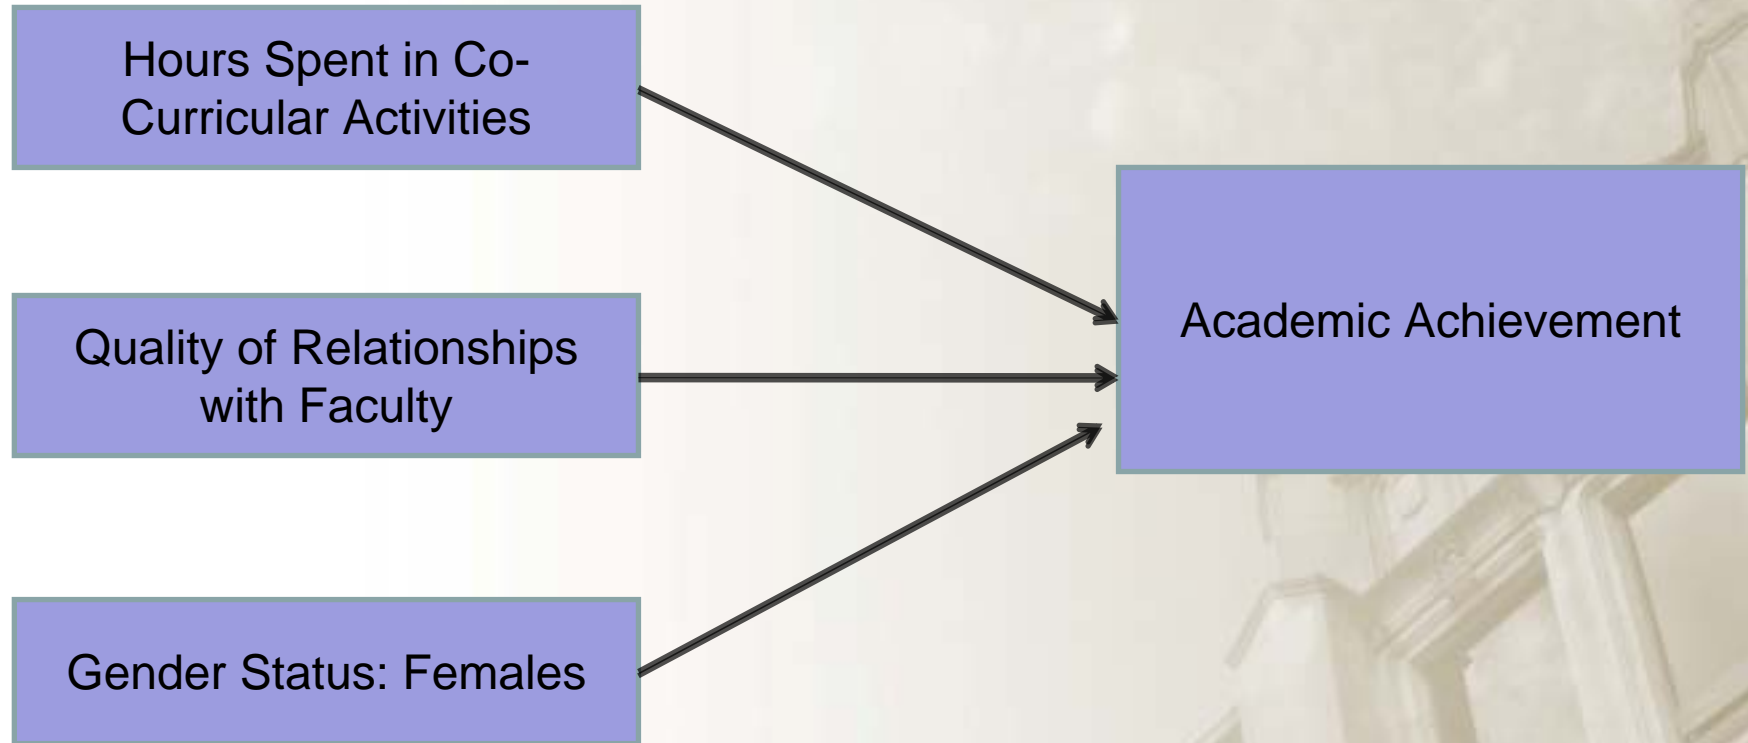 Hours Spent in Co-
Curricular Activities
Quality of Relationships
with Faculty
Academic Achievement
Gender Status: Females